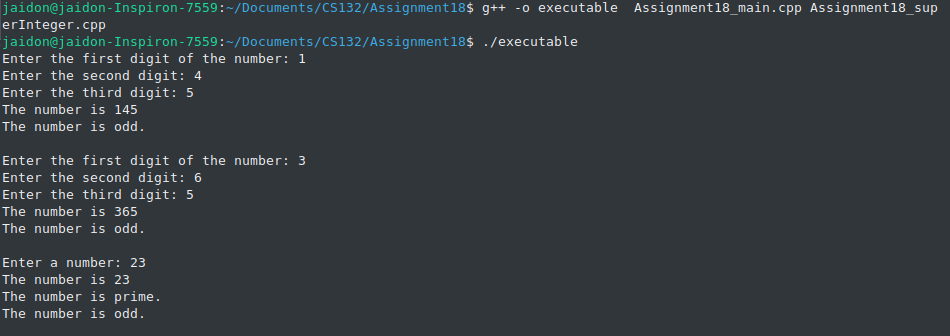 jaidon@jaidon-Inspiron-7559:~/Documents/CS132/Assignment18$ g++ -o executable  Assignment18_main.cpp Assignment18_sup
erInteger.cpp
jaidon@jaidon-Inspiron-7559:~/Documents/CS132/Assignment18$ ./executable
Enter the first digit of the number: 1
Enter the second digit: 4
Enter the third digit: 5
The number is 145
The number is odd.

Enter the first digit of the number: 3
Enter the second digit: 6
Enter the third digit: 5
The number is 365
The number is odd.

Enter a number: 23
The number is 23
The number is prime.
The number is odd.